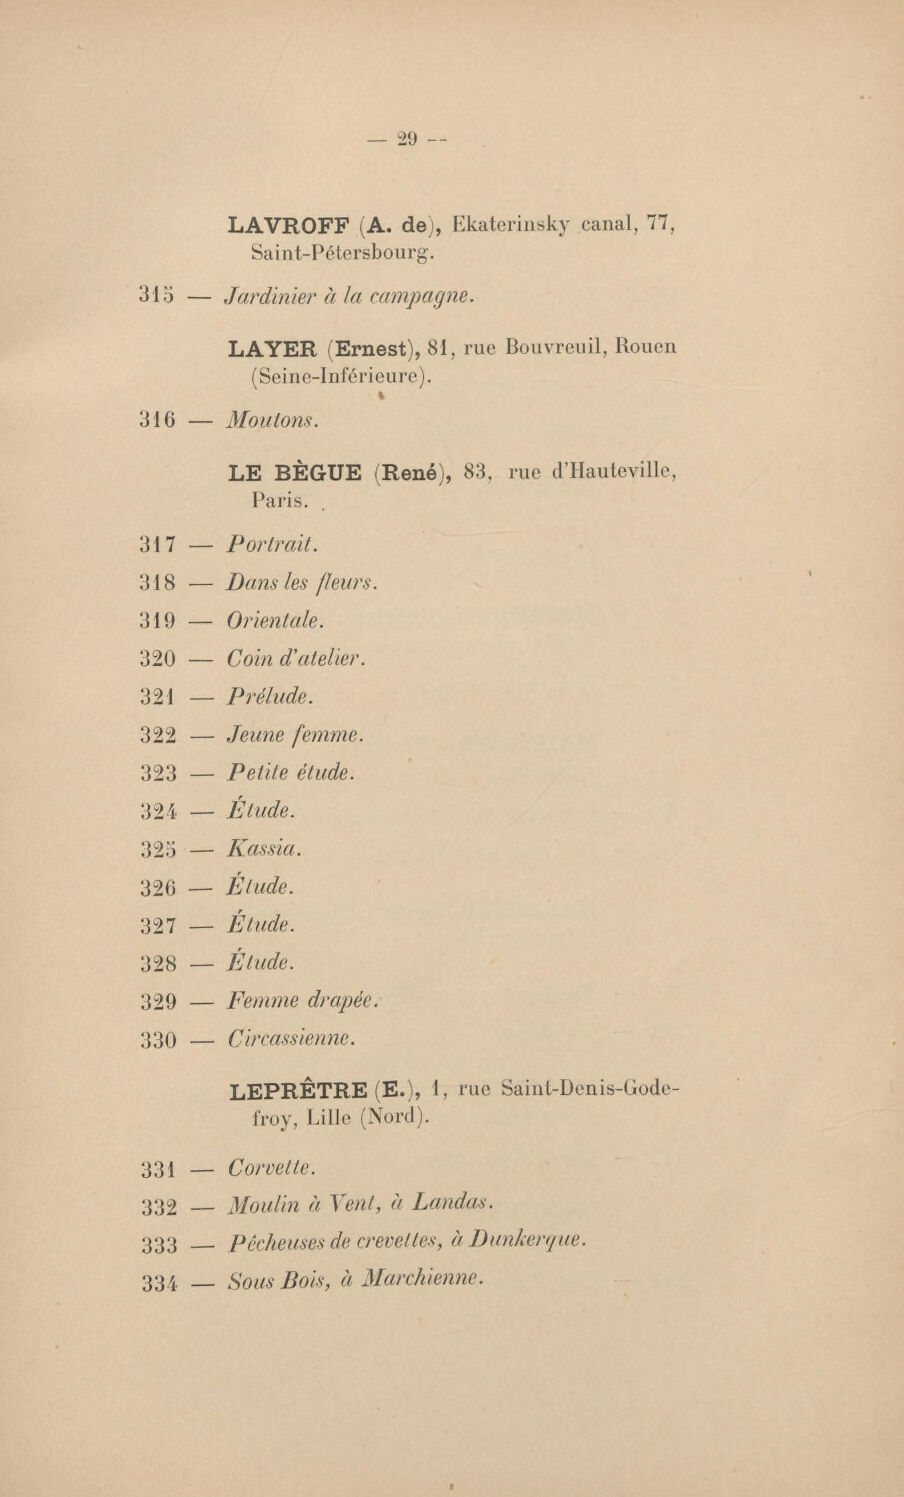 — 29 —
LAVROFF (A. de), Ekaterinsky canal, 77,
Saint-Pétersbourg.
315 — Jardinier à la campagne.
LAYER (Ernest), 81, rue Bouvreuil, Rouen
(Seine-Inférieure).
316 — Moutons.
LE BÈGUE (René), 83, rue d'Hauteville,
Paris.
317 — Portrait.
318 — Dans les fleurs.
319 — Orientale.
320 — Coin d'atelier.
321 — Prélude.
322 — Jeune femme.
323 — Petite étude.
324 — Étude.
325 — Kassia.
326 — Étude.
327 — Étude.
328 — Étude.
329 — Femme drapée.
330 — Circassienne.
LEPRÊTRE (E.), 1, rue Saint-Denis-Gode-
froy, Lille (Nord).
331 — Corvette.
332 — Moulin à Vent, à Landas.
333 — Pêcheuses de crevettes, à Dunkerque.
334 — Sous Bois, à Marchienne.